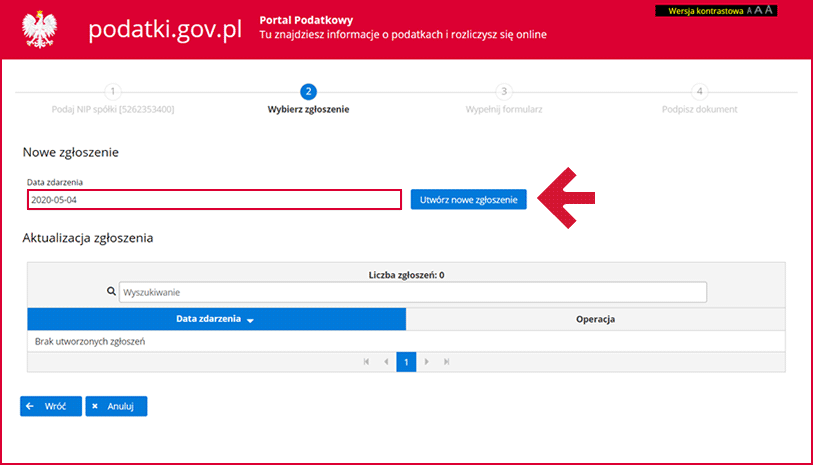 Wersja kontrastowa A A A
podatki.gov.pl
Portal Podatkowy
Tu znajdziesz informacje o podatkach i rozliczysz się online
1
2
3
4
Podaj NIP spółki [5262353400]
Wybierz zgłoszenie
Wypełnij formularz
Podpisz dokument
Nowe zgłoszenie
Data zdarzenia
2020-05-04
Utwórz nowe zgłoszenie
Aktualizacja zgłoszenia
Liczba zgłoszeń: 0
Wyszukiwanie
Data zdarzenia
Operacja
Brak utworzonych zgłoszeń
1
Wróć
Anuluj